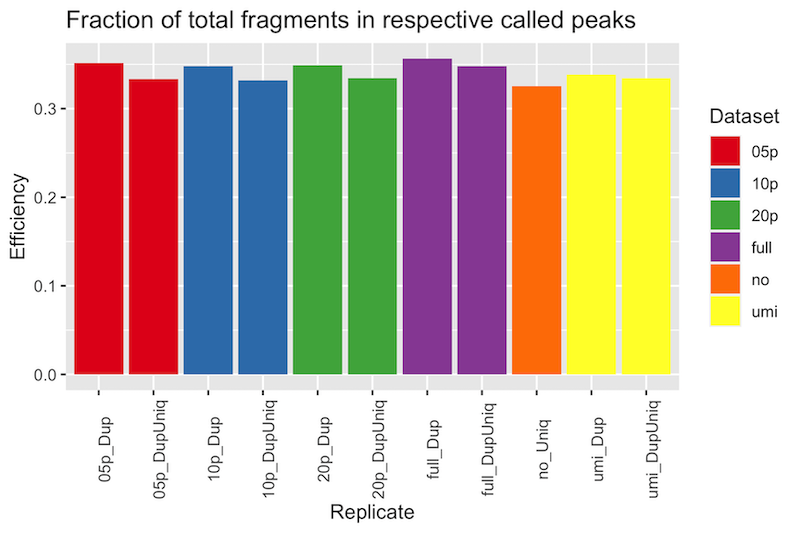 Fraction of total fragments in respective called peaks
Efficiency
0.3
0.2
0.1
0.0
05p_Dup
05p_DupUniq
10p_Dup
10p_DupUniq
20p_Dup
20p_DupUniq
full_Dup
full_DupUniq
no_Uniq
umi_Dup
umi_DupUniq
Replicate
Dataset
05p
10p
20p
full
no
umi